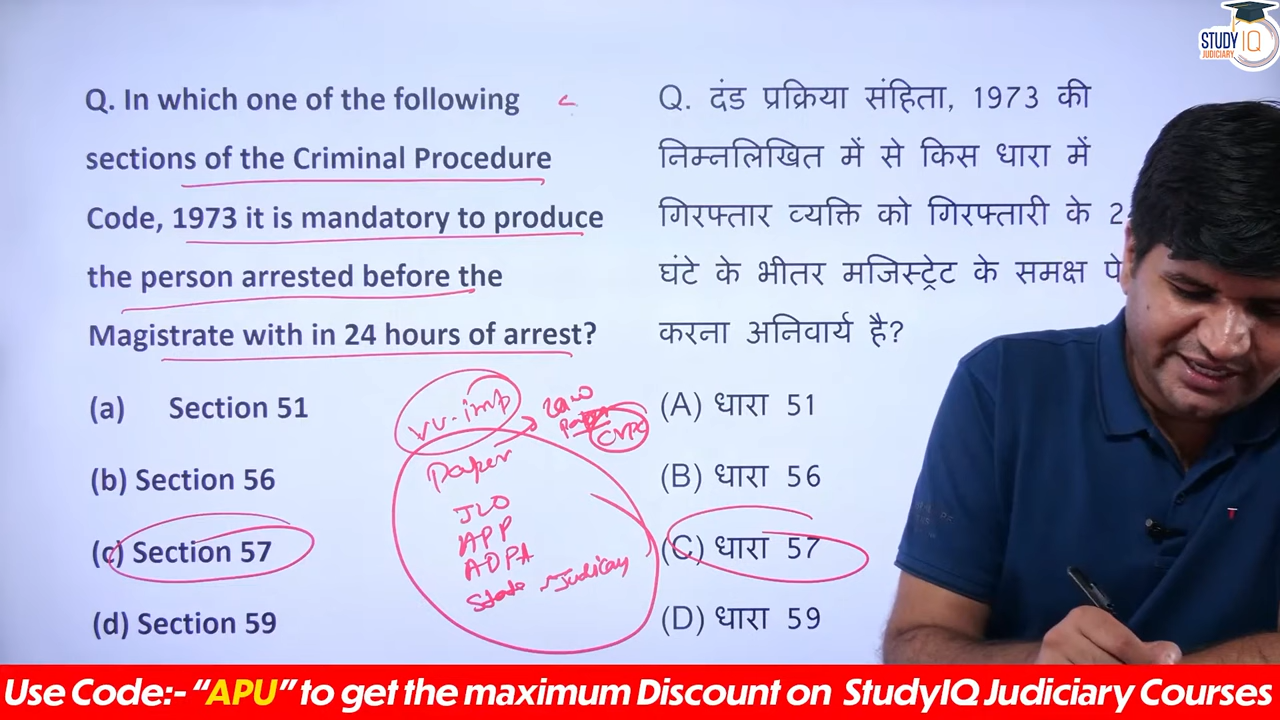 STUDY IQ
JUDICIARY
Q. In which one of the following
sections of the Criminal Procedure
Code, 1973 it is mandatory to produce
the person arrested before the
Magistrate with in 24 hours of arrest?
(a) Section 51
(b) Section 56
(c) Section 57
(d) Section 59
vv.imp
Paper
JLO
APP
ADPA
State Judicary
Q. दंड प्रक्रिया संहिता, 1973 की
निम्नलिखित में से किस धारा में
गिरफ्तार व्यक्ति को गिरफ्तारी के 2
घंटे के भीतर मजिस्ट्रेट के समक्ष पे
करना अनिवार्य है?
(A) धारा 51
(B) धारा 56
(C) धारा 57
(D) धारा 59
Use Code:- “APU” to get the maximum Discount on StudyIQ Judiciary Courses